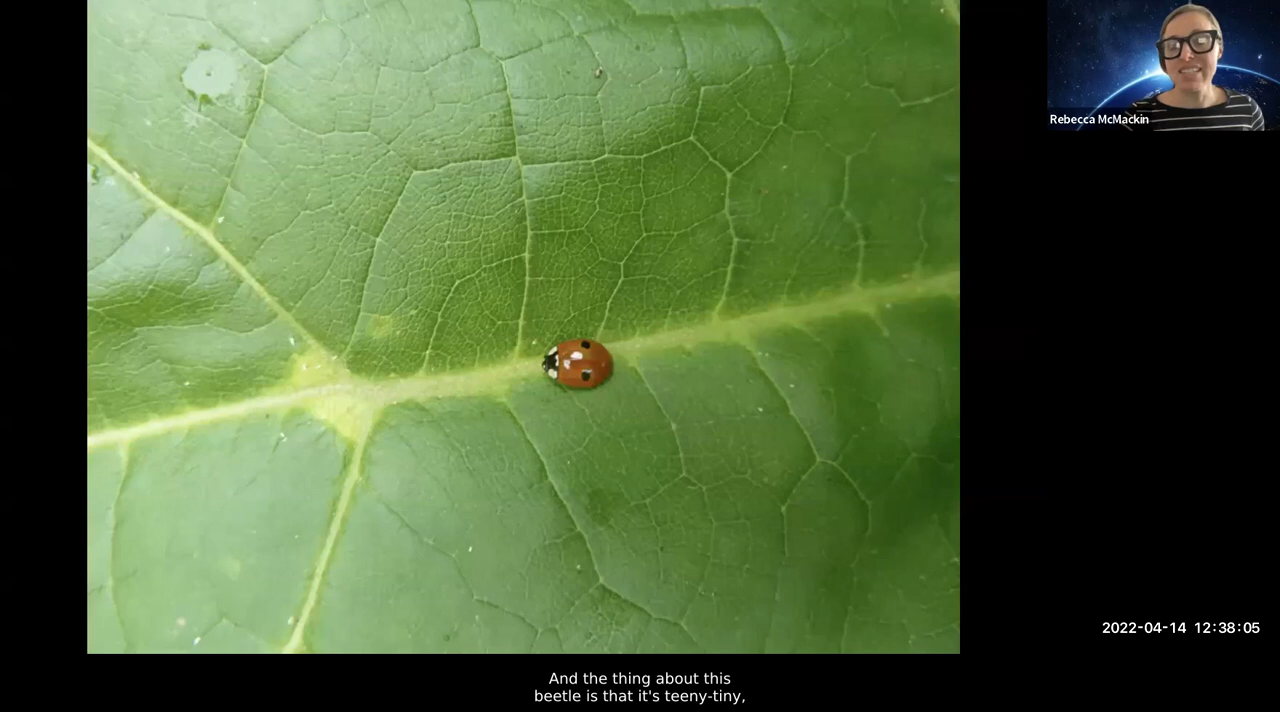 Rebecca McMackin
2022-04-14 12:38:05
And the thing about this
beetle is that it's teeny-tiny,